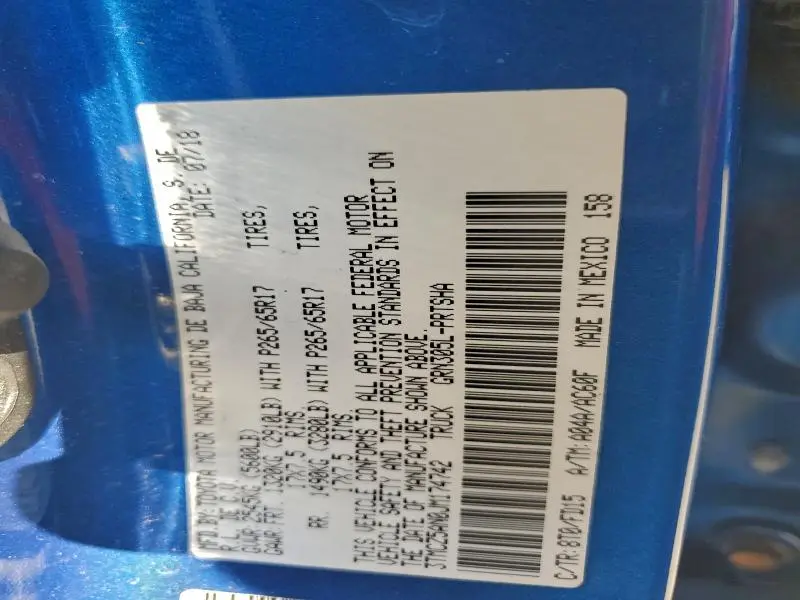 MFD BY: TOYOTA MOTOR MANUFACTURING DE BAJA CALIFORNIA, S. DE
R.L. DE C.V. DATE: 07/18
GVWR 2545KG (5600LB)
GAWR FRT 1320KG (2910LB) WITH P265/65R17 TIRES,
17X7.5 RIMS.
RR. 1490KG (3280LB) WITH P265/65R17 TIRES,
17X7.5 RIMS.
THIS VEHICLE CONFORMS TO ALL APPLICABLE FEDERAL MOTOR
VEHICLE SAFETY AND THEFT PREVENTION STANDARDS IN EFFECT ON
THE DATE OF MANUFACTURE SHOWN ABOVE.
3TMCZ5AN0JM174742 TRUCK GRN305L-PRTSHA
C/TR: 8T0/FD15 A/TM: A04A/AC60F MADE IN MEXICO 158